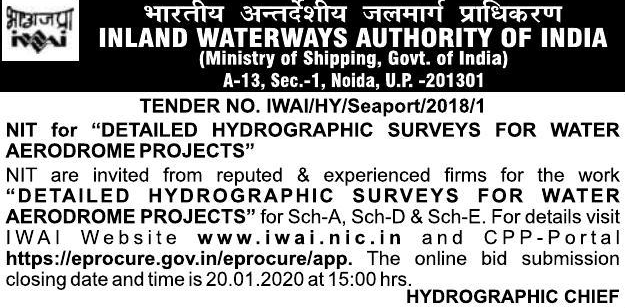 भाअजप्रा
भारतीय अन्तर्देशीय जलमार्ग प्राधिकरण
INLAND WATERWAYS AUTHORITY OF INDIA
(Ministry of Shipping, Govt. of India)
A-13, Sec.-1, Noida, U.P. -201301
TENDER NO. IWAI/HY/Seaport/2018/1
NIT for “DETAILED HYDROGRAPHIC SURVEYS FOR WATER
AERODROME PROJECTS”
NIT are invited from reputed & experienced firms for the work
“DETAILED HYDROGRAPHIC SURVEYS FOR WATER
AERODROME PROJECTS” for Sch-A, Sch-D & Sch-E. For details visit
IWAI Website www.iwai.nic.in and CPP-Portal
https://eprocure.gov.in/eprocure/app. The online bid submission
closing date and time is 20.01.2020 at 15:00 hrs.
HYDROGRAPHIC CHIEF